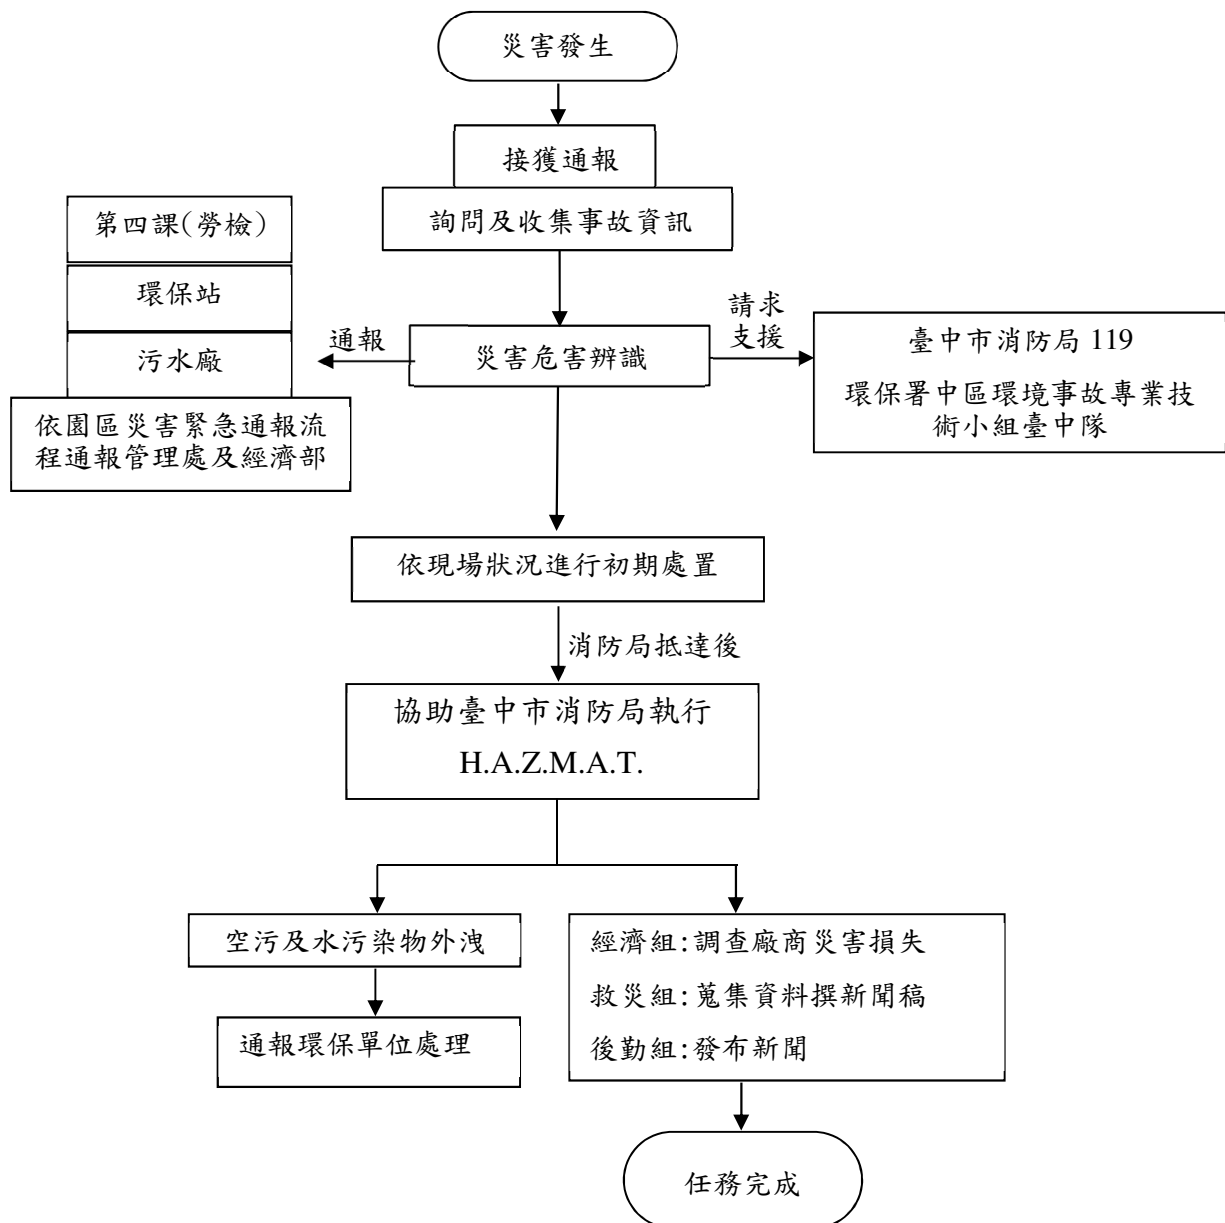 災害發生
接獲通報
詢問及收集事故資訊
第四課(勞檢)
環保站
污水廠
依園區災害緊急通報流
程通報管理處及經濟部
通報
災害危害辨識
請求
支援
臺中市消防局 119
環保署中區環境事故專業技
術小組臺中隊
依現場狀況進行初期處置
消防局抵達後
協助臺中市消防局執行
H.A.Z.M.A.T.
空污及水污染物外洩
通報環保單位處理
經濟組:調查廠商災害損失
救災組:蒐集資料撰新聞稿
後勤組:發布新聞
任務完成